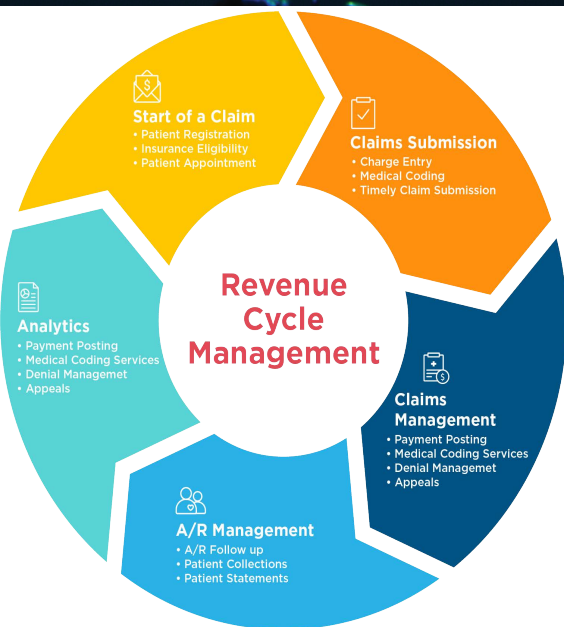 Revenue
Cycle
Management
Start of a Claim
• Patient Registration
• Insurance Eligibility
• Patient Appointment
Claims Submission
• Charge Entry
• Medical Coding
• Timely Claim Submission
Claims
Management
• Payment Posting
• Medical Coding Services
• Denial Managemet
• Appeals
A/R Management
• A/R Follow up
• Patient Collections
• Patient Statements
Analytics
• Payment Posting
• Medical Coding Services
• Denial Managemet
• Appeals